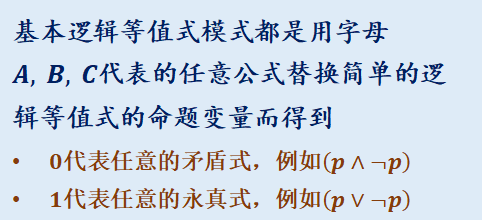 基本逻辑等值式模式都是用字母
A, B, C代表的任意公式替换简单的逻
辑等值式的命题变量而得到
• 0代表任意的矛盾式，例如(p ∧ ¬p)
• 1代表任意的永真式，例如(p ∨ ¬p)